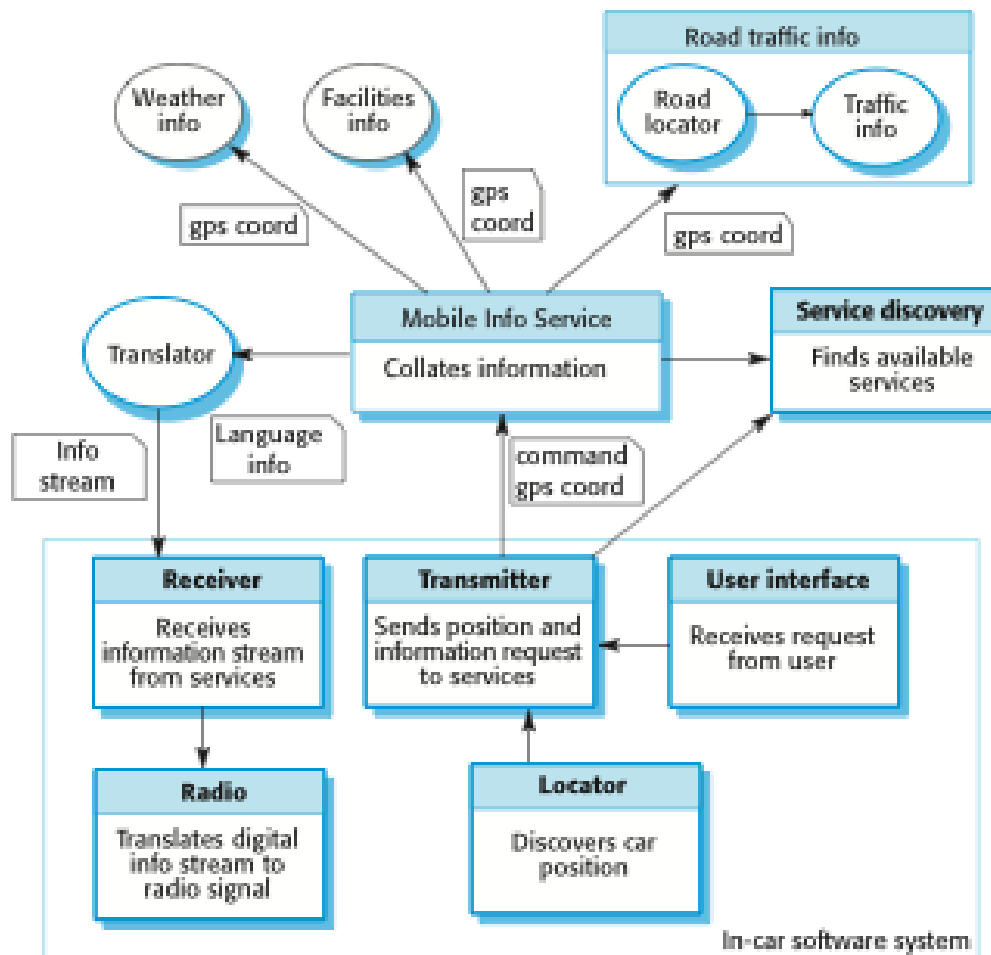 Road traffic info
Weather
info
Facilities
info
Road
locator
Traffic
info
gps coord
gps
coord
gps coord
Mobile Info Service
Collates information
Service discovery
Finds available
services
Translator
Info
stream
Language
info
command
gps coord
Receiver
Receives
information stream
from services
Transmitter
Sends position and
information request
to services
User interface
Receives request
from user
Radio
Translates digital
info stream to
radio signal
Locator
Discovers car
position
In-car software system